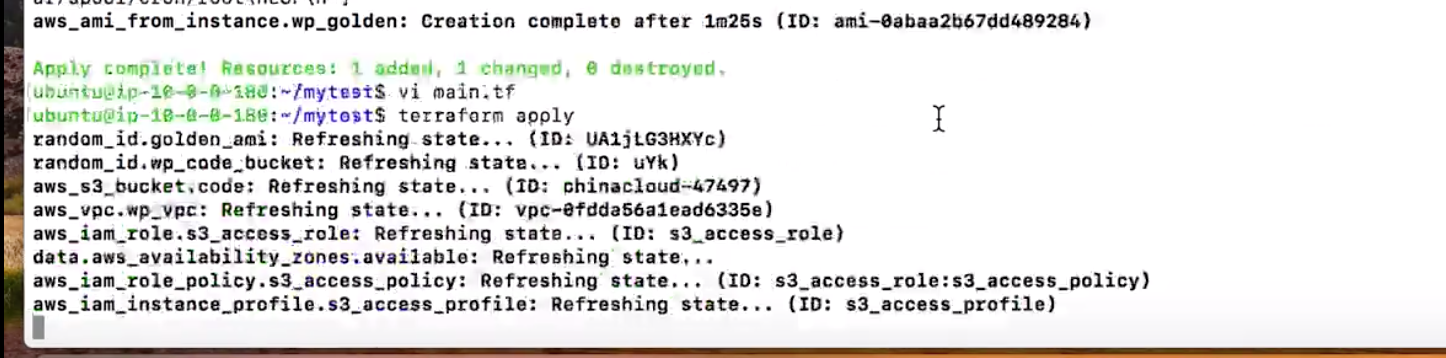 aws_ami_from_instance.wp_golden: Creation complete after 1m25s (ID: ami-0abaa2b67dd489284)
Apply complete! Resources: 1 added, 1 changed, 0 destroyed.
ubuntu@ip-10-0-0-180:~/mytest$ vi main.tf
ubuntu@ip-10-0-0-180:~/mytest$ terraform apply
random_id.golden_ami: Refreshing state... (ID: UA1jLG3HXYc)
random_id.wp_code_bucket: Refreshing state... (ID: uYk)
aws_s3_bucket.code: Refreshing state... (ID: chinacloud-47497)
aws_vpc.wp_vpc: Refreshing state... (ID: vpc-0fdda56a1ead6335e)
aws_iam_role.s3_access_role: Refreshing state... (ID: s3_access_role)
data.aws_availability_zones.available: Refreshing state...
aws_iam_role_policy.s3_access_policy: Refreshing state... (ID: s3_access_role:s3_access_policy)
aws_iam_instance_profile.s3_access_profile: Refreshing state... (ID: s3_access_profile)